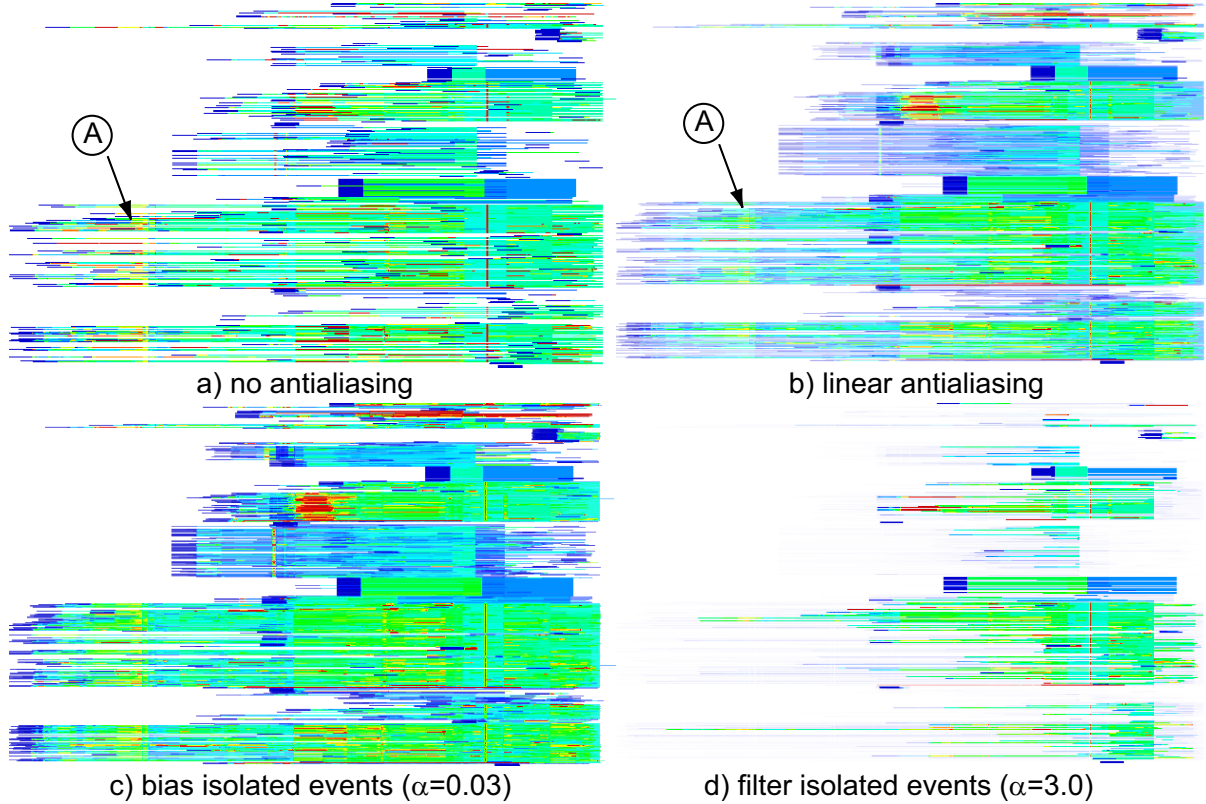 A
A
a) no antialiasing
b) linear antialiasing
c) bias isolated events (α=0.03)
d) filter isolated events (α=3.0)